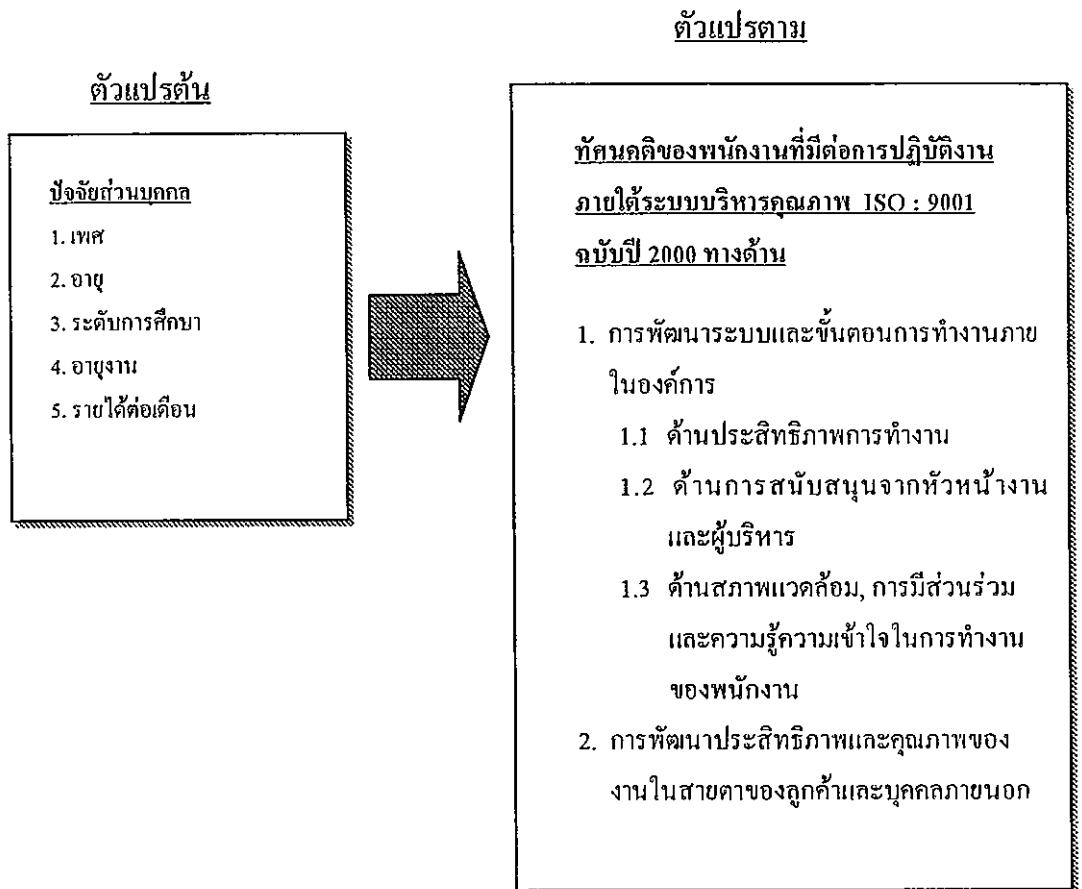 ตัวแปรต้น
ปัจจัยส่วนบุคคล
1. เพศ
2. อายุ
3. ระดับการศึกษา
4. อายุงาน
5. รายได้ต่อเดือน
ตัวแปรตาม
ทัศนคติของพนักงานที่มีต่อการปฏิบัติงาน
ภายใต้ระบบบริหารคุณภาพ ISO : 9001
ฉบับปี 2000 ทางด้าน
1. การพัฒนาระบบและขั้นตอนการทำงานภาย
ในองค์การ
1.1 ด้านประสิทธิภาพการทำงาน
1.2 ด้านการสนับสนุนจากหัวหน้างาน
และผู้บริหาร
1.3 ด้านสภาพแวดล้อม, การมีส่วนร่วม
และความรู้ความเข้าใจในการทำงาน
ของพนักงาน
2. การพัฒนาประสิทธิภาพและคุณภาพของ
งานในสายตาของลูกค้าและบุคคลภายนอก